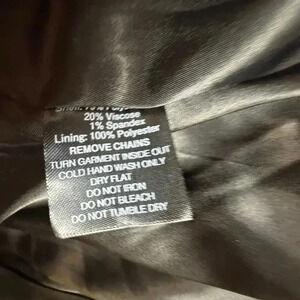 20% Viscose
1% Spandex
Lining: 100% Polyester
REMOVE CHAINS
TURN GARMENT INSIDE OUT
COLD HAND WASH ONLY
DRY FLAT
DO NOT IRON
DO NOT BLEACH
DO NOT TUMBLE DRY